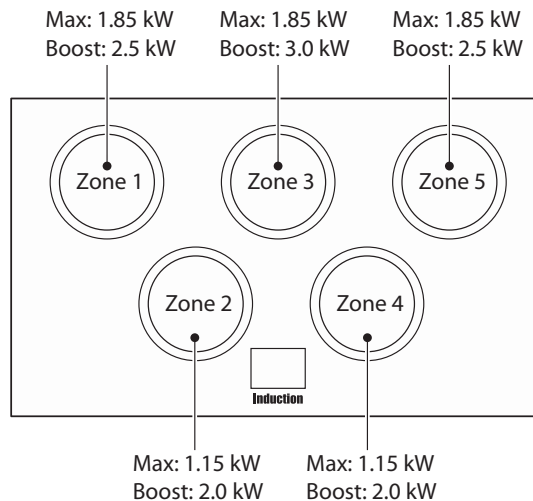 Max: 1.85 kW
Boost: 2.5 kW
Max: 1.85 kW
Boost: 3.0 kW
Max: 1.85 kW
Boost: 2.5 kW
Zone 1
Zone 3
Zone 5
Zone 2
Zone 4
Induction
Max: 1.15 kW
Boost: 2.0 kW
Max: 1.15 kW
Boost: 2.0 kW